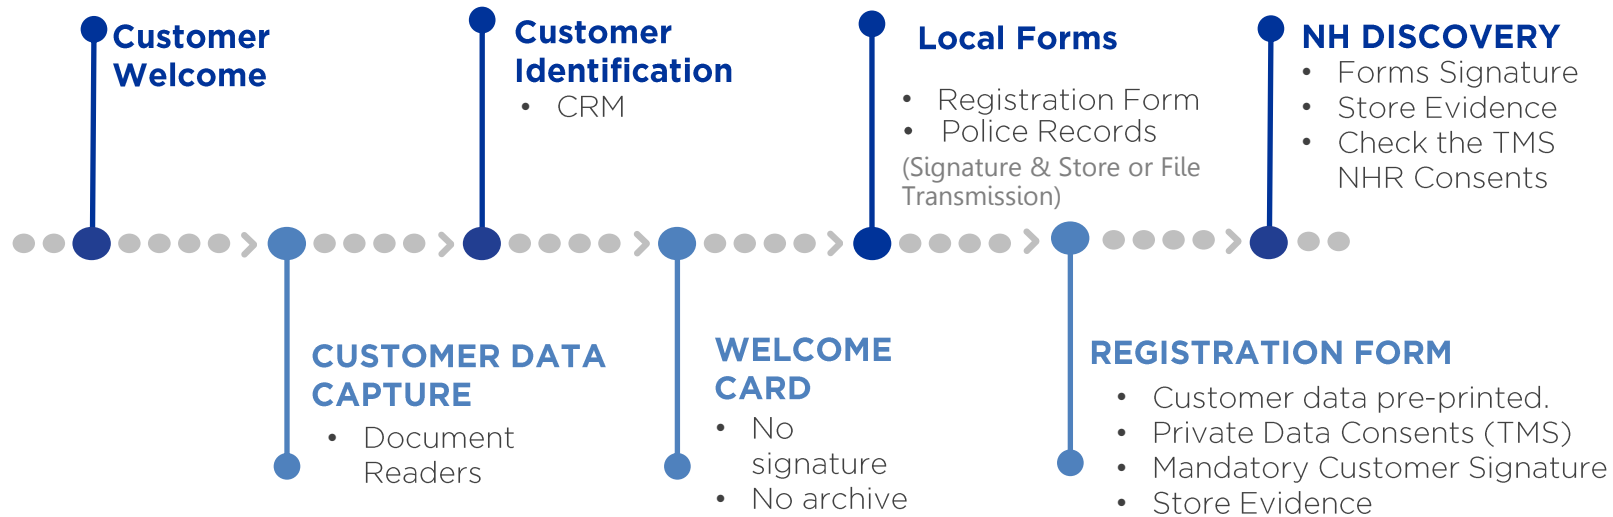 Customer
Welcome
Customer
Identification
• CRM
Local Forms
• Registration Form
• Police Records
(Signature & Store or File
Transmission)
NH DISCOVERY
• Forms Signature
• Store Evidence
• Check the TMS
NHR Consents
CUSTOMER DATA
CAPTURE
• Document
Readers
WELCOME
CARD
• No
signature
• No archive
REGISTRATION FORM
• Customer data pre-printed.
• Private Data Consents (TMS)
• Mandatory Customer Signature
• Store Evidence